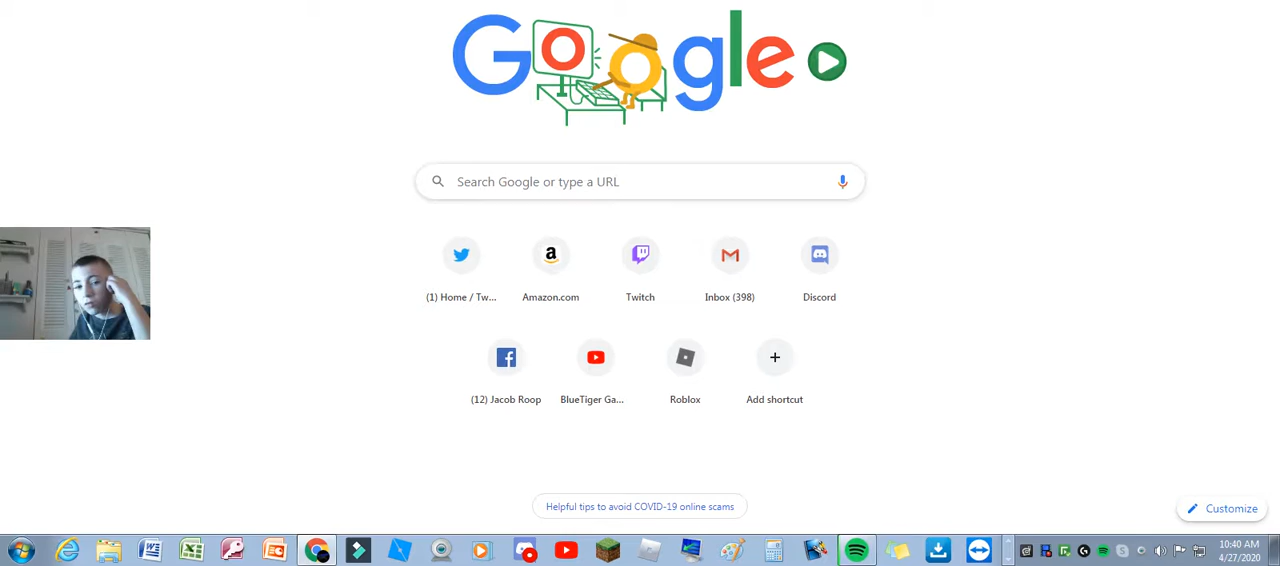 Google
Search Google or type a URL
(1) Home / Tw...
Amazon.com
Twitch
Inbox (398)
Discord
(12) Jacob Roop
BlueTiger Ga...
Roblox
Add shortcut
Helpful tips to avoid COVID-19 online scams
Customize
10:40 AM
4/27/2020